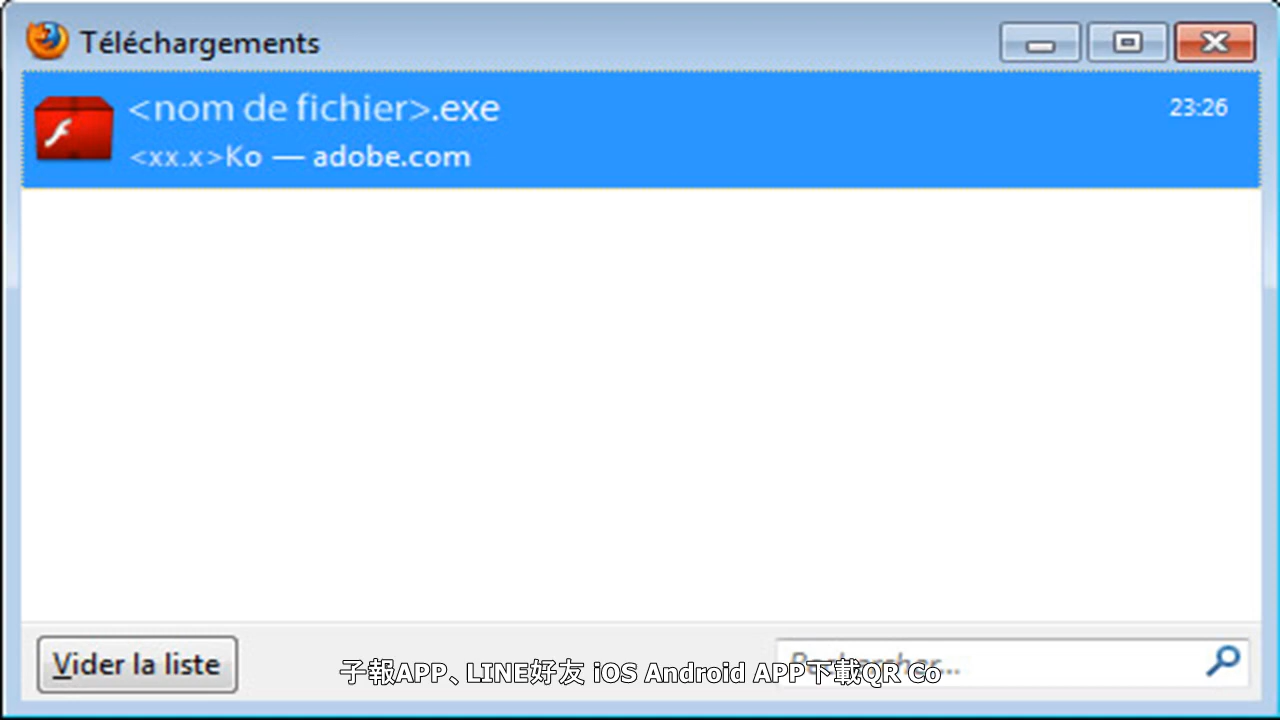 Téléchargements
<nom de fichier>.exe
23:26
<xx.x>Ko — adobe.com
Vider la liste
子報APP、LINE好友 iOS Android APP下載QR Co